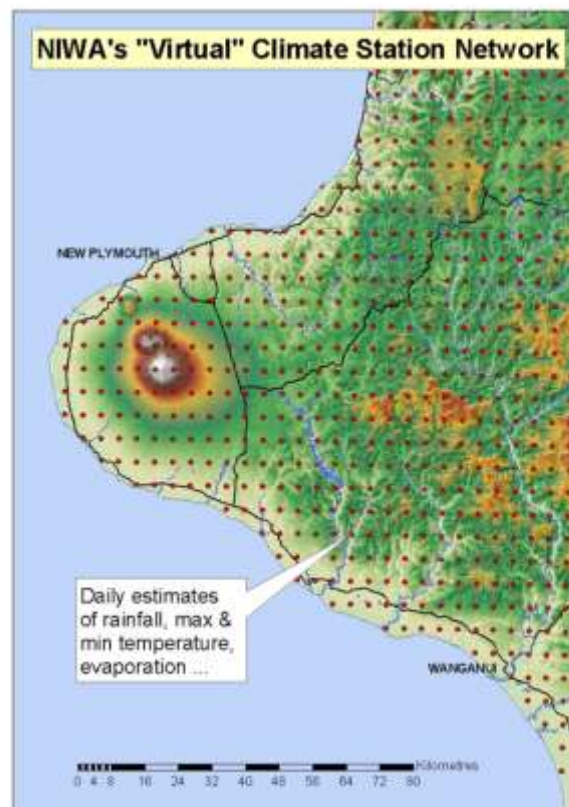 NIWA's "Virtual" Climate Station Network
NEW PLYMOUTH
Daily estimates
of rainfall, max &
min temperature,
evaporation ...
WANGANUI
Kilometres
0 4 8 16 24 32 40 48 56 64 72 80